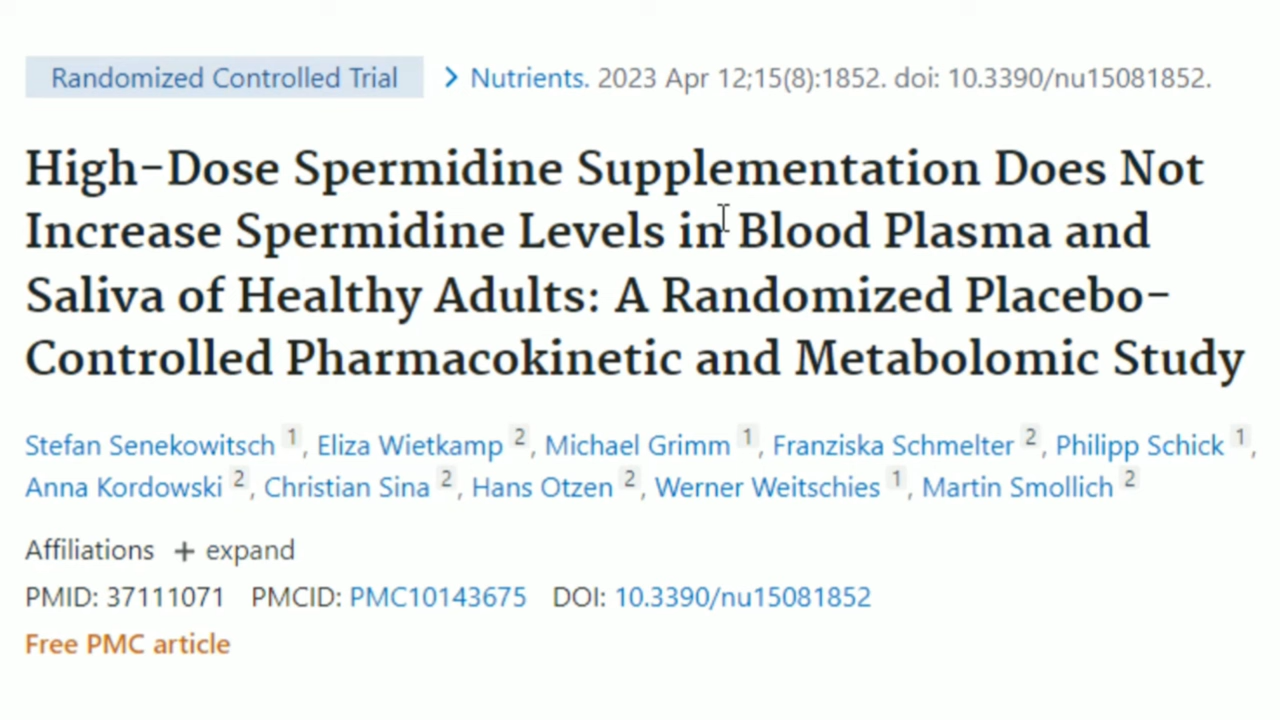 Randomized Controlled Trial > Nutrients. 2023 Apr 12;15(8):1852. doi: 10.3390/nu15081852.
High-Dose Spermidine Supplementation Does Not
Increase Spermidine Levels in Blood Plasma and
Saliva of Healthy Adults: A Randomized Placebo-
Controlled Pharmacokinetic and Metabolomic Study
Stefan Senekowitsch 1, Eliza Wietkamp 2, Michael Grimm 1, Franziska Schmelter 2, Philipp Schick 1,
Anna Kordowski 2, Christian Sina 2, Hans Otzen 2, Werner Weitschies 1, Martin Smollich 2
Affiliations + expand
PMID: 37111071 PMCID: PMC10143675 DOI: 10.3390/nu15081852
Free PMC article